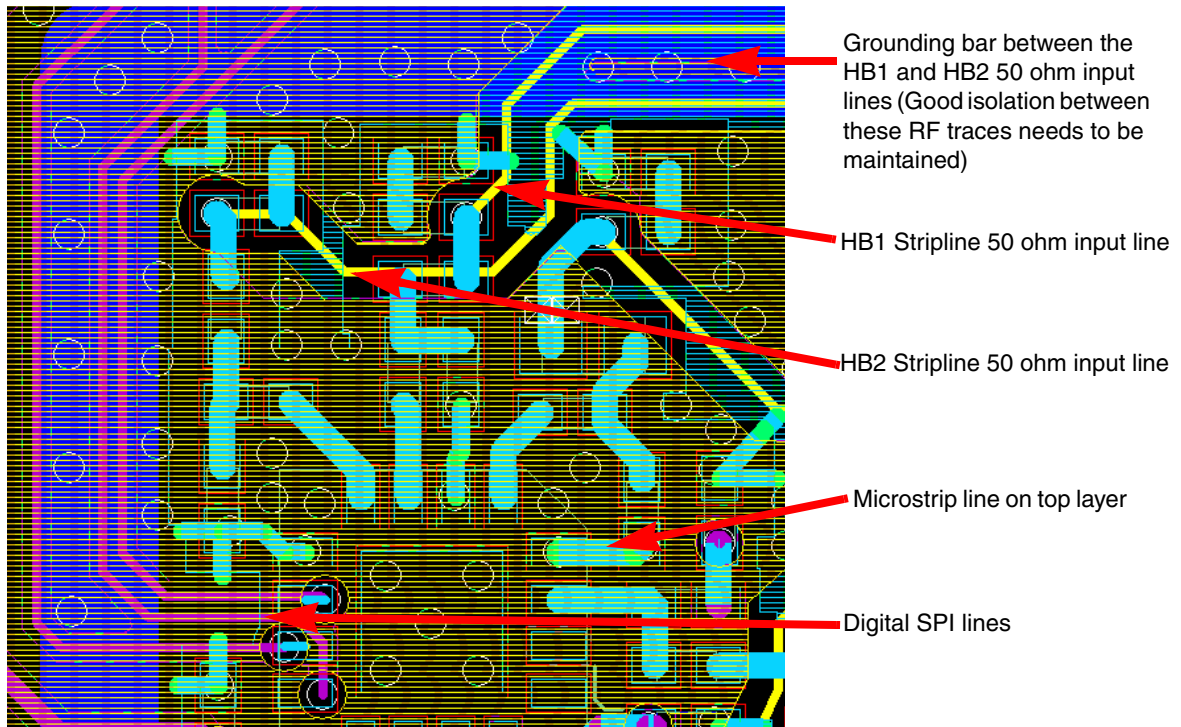 Grounding bar between the
HB1 and HB2 50 ohm input
lines (Good isolation between
these RF traces needs to be
maintained)
HB1 Stripline 50 ohm input line
HB2 Stripline 50 ohm input line
Microstrip line on top layer
Digital SPI lines